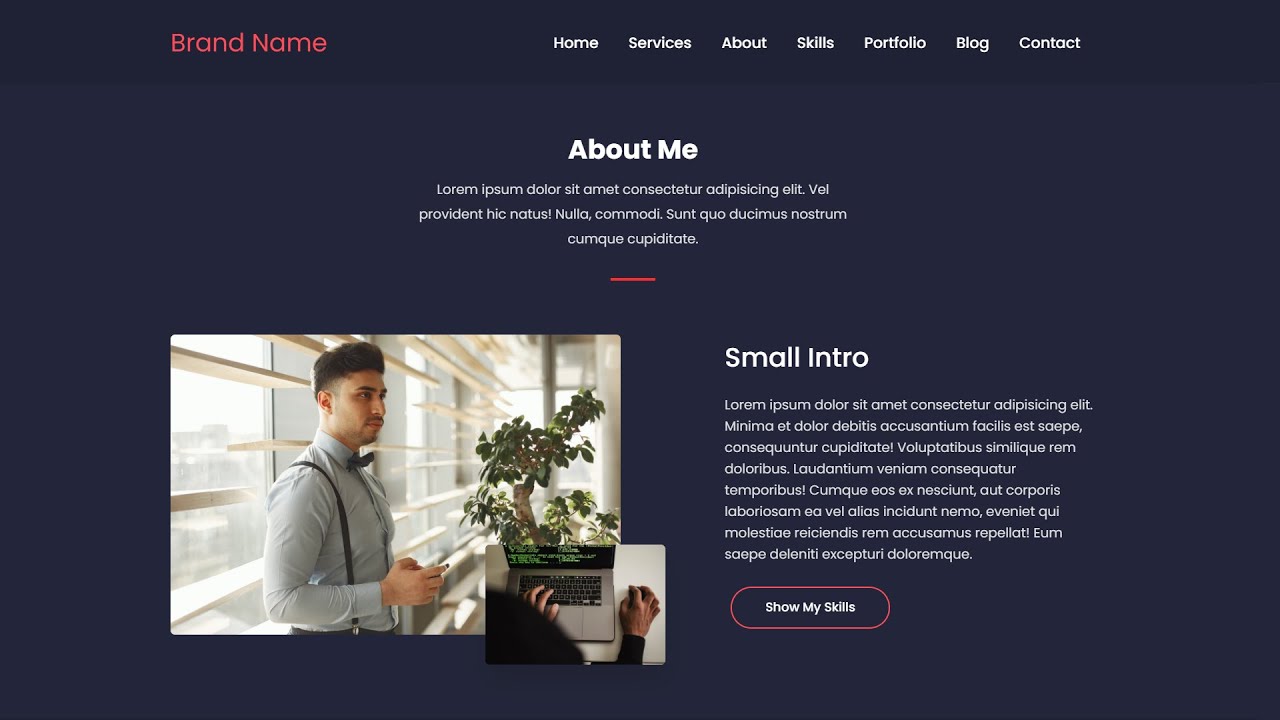 Brand Name
Home Services About Skills Portfolio Blog Contact
About Me
Lorem ipsum dolor sit amet consectetur adipisicing elit. Vel
provident hic natus! Nulla, commodi. Sunt quo ducimus nostrum
cumque cupiditate.
Small Intro
Lorem ipsum dolor sit amet consectetur adipisicing elit.
Minima et dolor debitis accusantium facilis est saepe,
consequuntur cupiditate! Voluptatibus similique rem
doloribus. Laudantium veniam consequatur
temporibus! Cumque eos ex nesciunt, aut corporis
laboriosam ea vel alias incidunt nemo, eveniet qui
molestiae reiciendis rem accusamus repellat! Eum
saepe deleniti excepturi doloremque.
Show My Skills